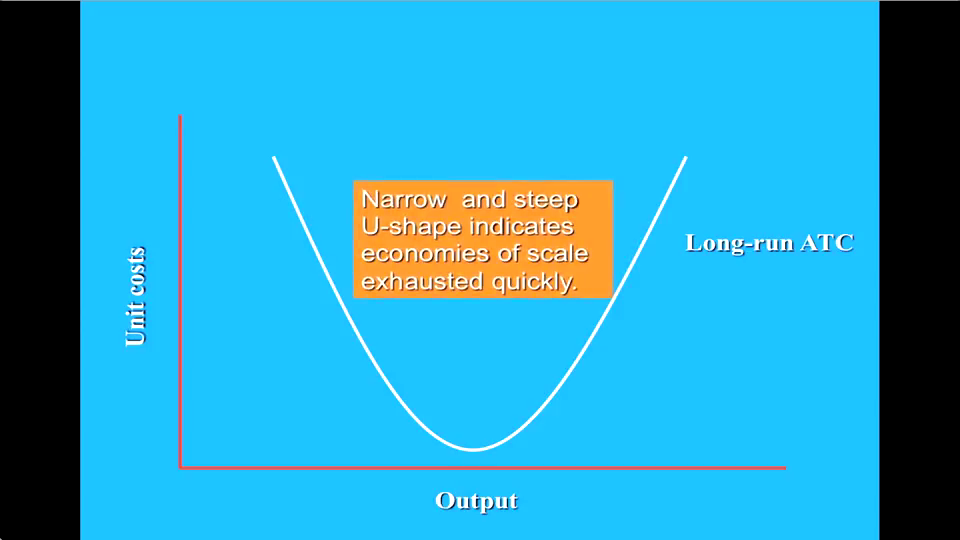 Narrow and steep
U-shape indicates
economies of scale
exhausted quickly.
Long-run ATC
Unit costs
Output